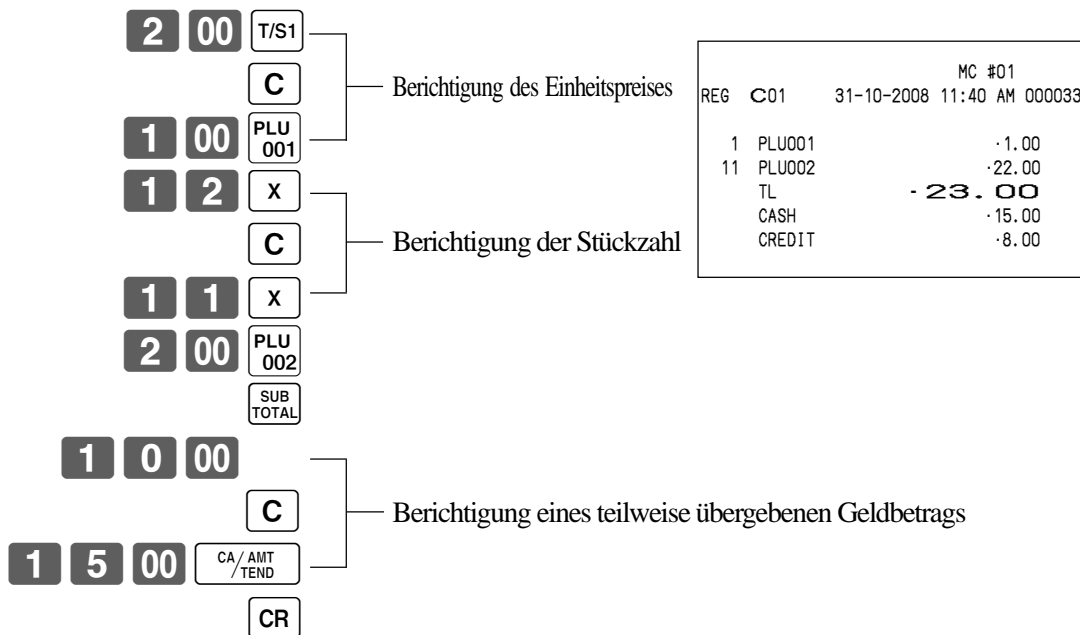 2 00 T/S1
C
Berichtigung des Einheitspreises
1 00 PLU 001
1 2 X
C
Berichtigung der Stückzahl
1 1 X
2 00 PLU 002
SUB TOTAL
1 0 00
C
Berichtigung eines teilweise übergebenen Geldbetrags
1 5 00 CA/AMT /TEND
CR
MC #01
REG C01 31-10-2008 11:40 AM 000033
1 PLU001 ·1.00
11 PLU002 ·22.00
TL ·23.00
CASH ·15.00
CREDIT ·8.00